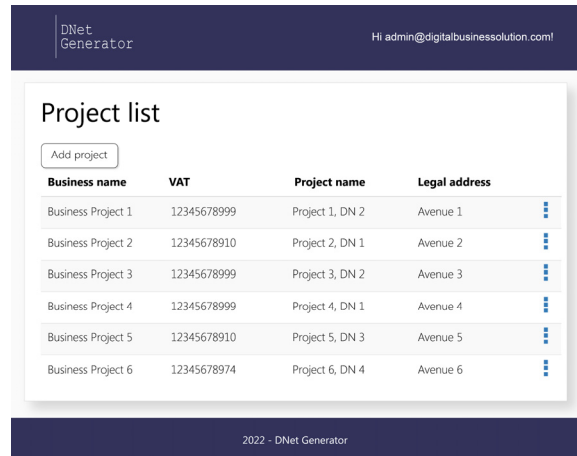 DNet
Generator
Hi admin@digitalbusinessolution.com!
Project list
Add project
Business name VAT Project name Legal address
Business Project 1 12345678999 Project 1, DN 2 Avenue 1
Business Project 2 12345678910 Project 2, DN 1 Avenue 2
Business Project 3 12345678999 Project 3, DN 2 Avenue 3
Business Project 4 12345678999 Project 4, DN 1 Avenue 4
Business Project 5 12345678910 Project 5, DN 3 Avenue 5
Business Project 6 12345678974 Project 6, DN 4 Avenue 6
2022 - DNet Generator